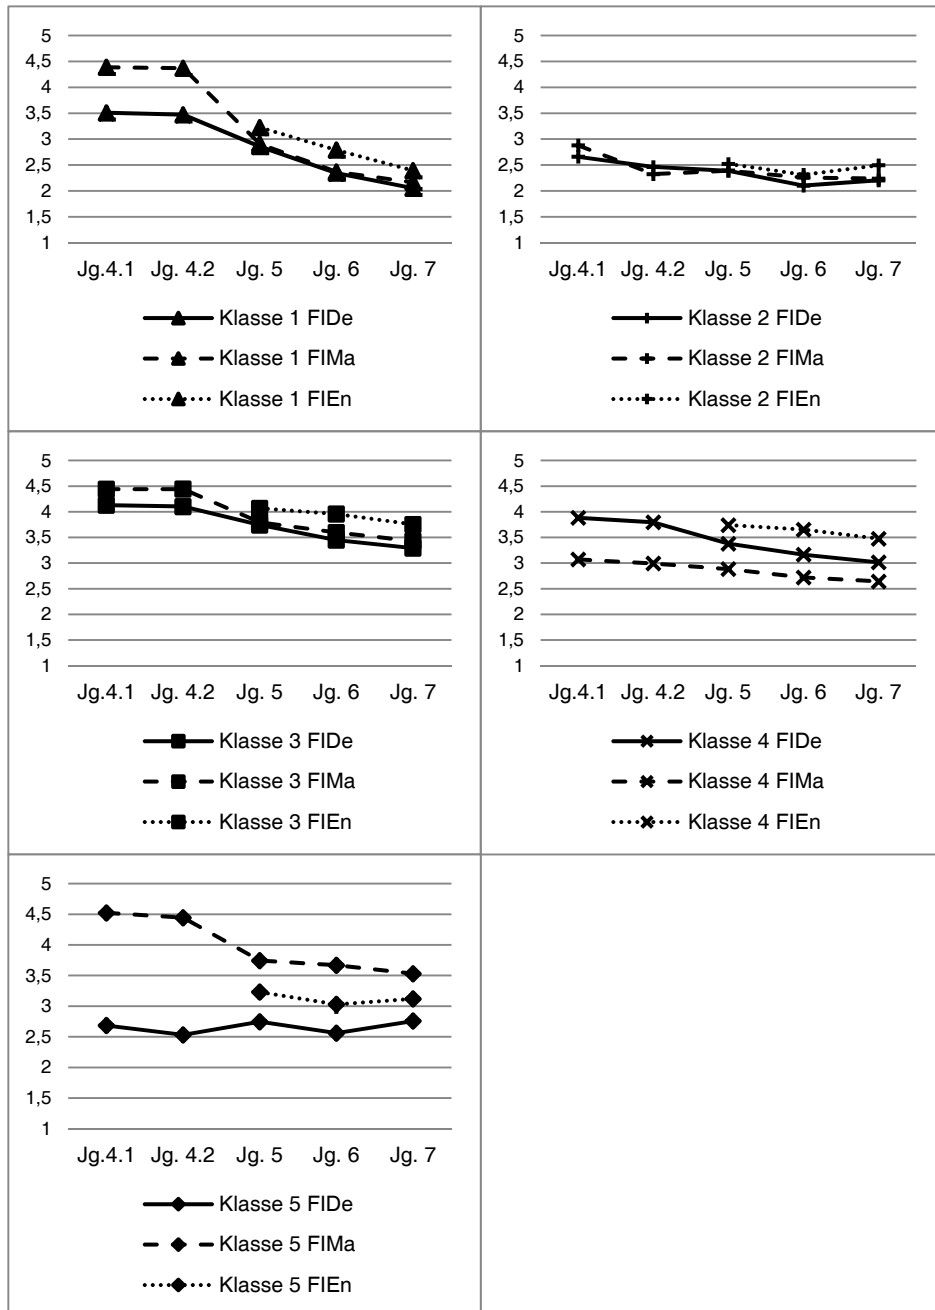 5
4,5
4
3,5
3
2,5
2
1,5
1
Jg.4.1 Jg. 4.2 Jg. 5 Jg. 6 Jg. 7
Klasse 1 FIDe
Klasse 1 FIMa
Klasse 1 FIEn
5
4,5
4
3,5
3
2,5
2
1,5
1
Jg.4.1 Jg. 4.2 Jg. 5 Jg. 6 Jg. 7
Klasse 2 FIDe
Klasse 2 FIMa
Klasse 2 FIEn
5
4,5
4
3,5
3
2,5
2
1,5
1
Jg.4.1 Jg. 4.2 Jg. 5 Jg. 6 Jg. 7
Klasse 3 FIDe
Klasse 3 FIMa
Klasse 3 FIEn
5
4,5
4
3,5
3
2,5
2
1,5
1
Jg.4.1 Jg. 4.2 Jg. 5 Jg. 6 Jg. 7
Klasse 4 FIDe
Klasse 4 FIMa
Klasse 4 FIEn
5
4,5
4
3,5
3
2,5
2
1,5
1
Jg.4.1 Jg. 4.2 Jg. 5 Jg. 6 Jg. 7
Klasse 5 FIDe
Klasse 5 FIMa
Klasse 5 FIEn